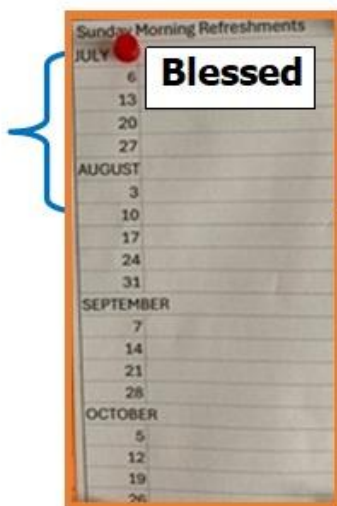 Sunday Morning Refreshments
JULY
Blessed
6
13
20
27
AUGUST
3
10
17
24
31
SEPTEMBER
7
14
21
28
OCTOBER
5
12
19
26